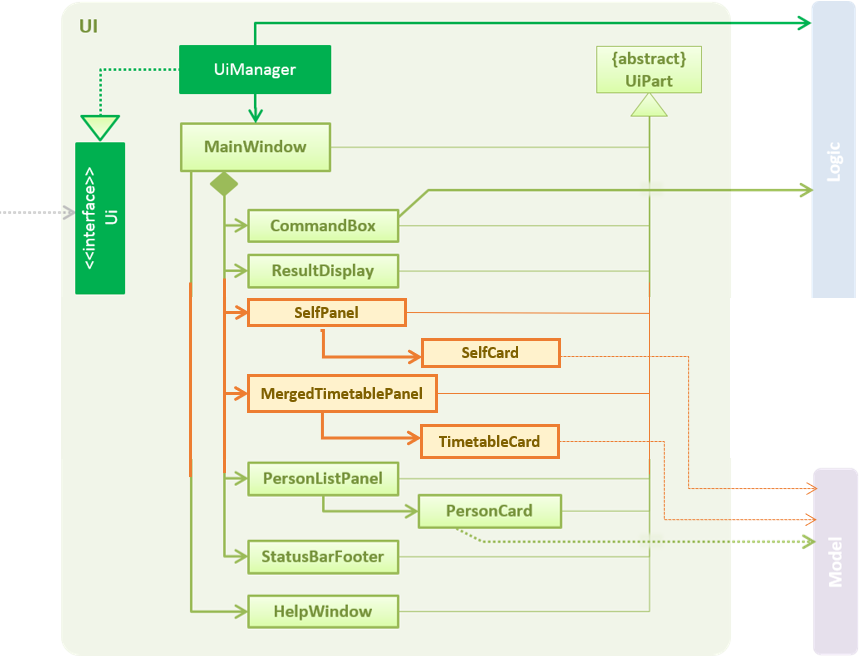 UI
UiManager
{abstract}
UiPart
MainWindow
Logic
<<interface>>
Ui
CommandBox
ResultDisplay
SelfPanel
SelfCard
MergedTimetablePanel
TimetableCard
PersonListPanel
PersonCard
Model
StatusBarFooter
HelpWindow